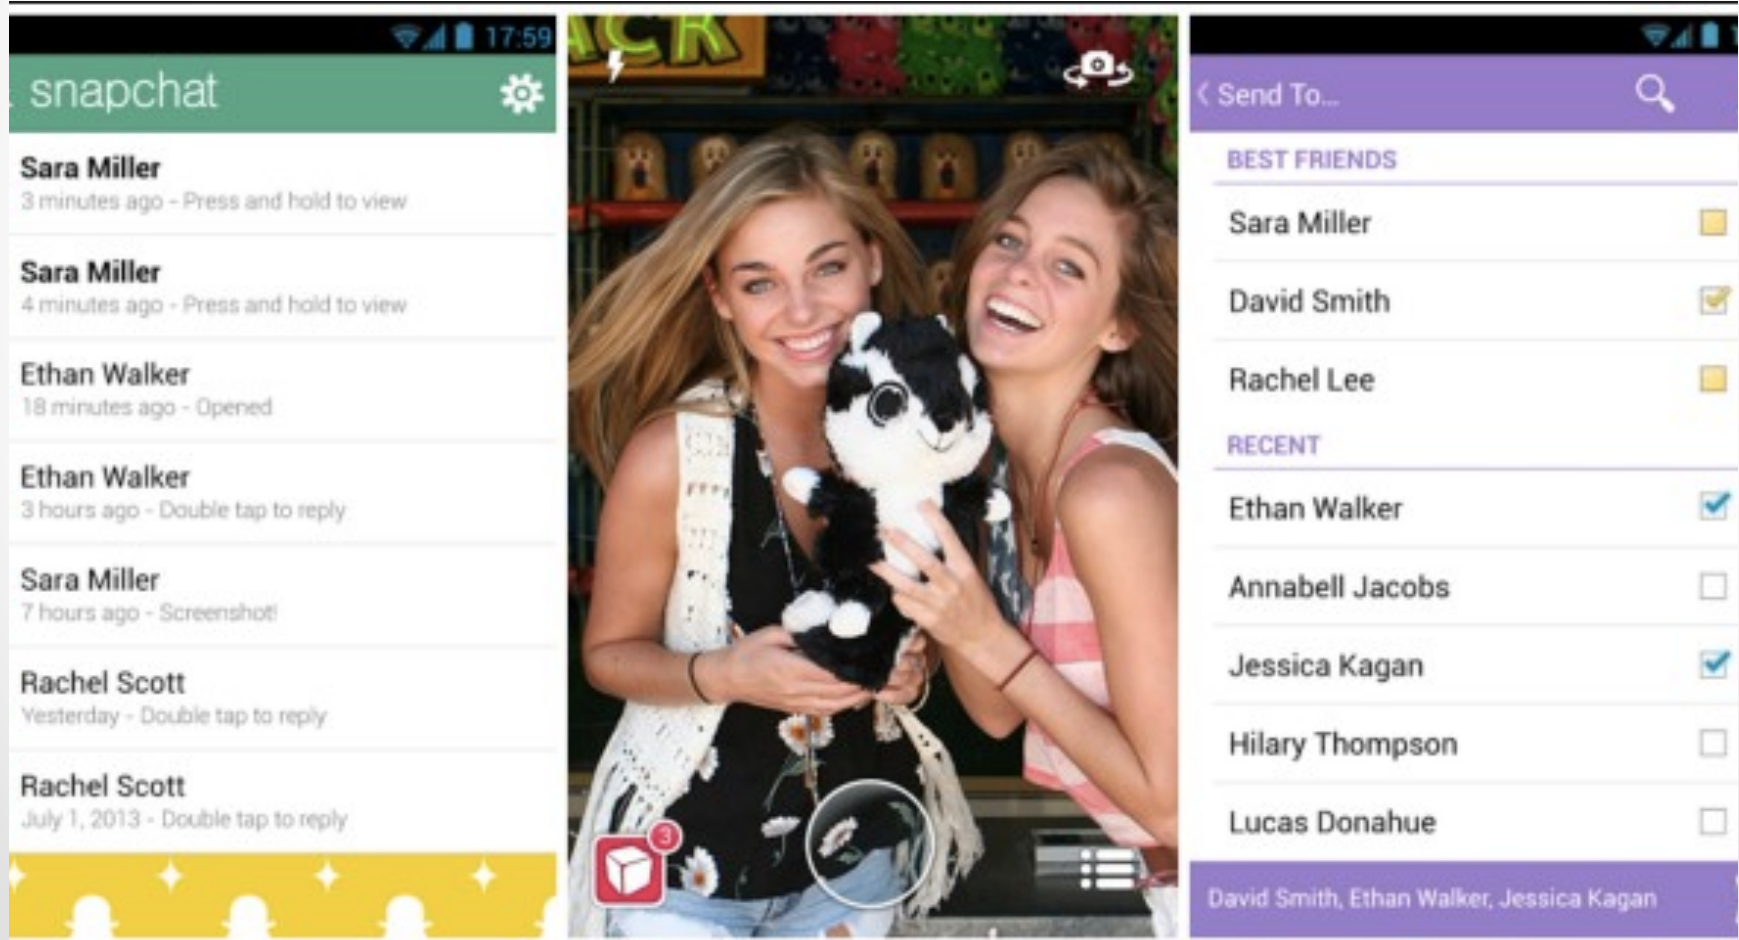 17:59
snapchat
Sara Miller
3 minutes ago - Press and hold to view
Sara Miller
4 minutes ago - Press and hold to view
Ethan Walker
18 minutes ago - Opened
Ethan Walker
3 hours ago - Double tap to reply
Sara Miller
7 hours ago - Screenshot!
Rachel Scott
Yesterday - Double tap to reply
Rachel Scott
July 1, 2013 - Double tap to reply
ACK
3
1
Send To...
BEST FRIENDS
Sara Miller
David Smith
Rachel Lee
RECENT
Ethan Walker
Annabell Jacobs
Jessica Kagan
Hilary Thompson
Lucas Donahue
David Smith, Ethan Walker, Jessica Kagan